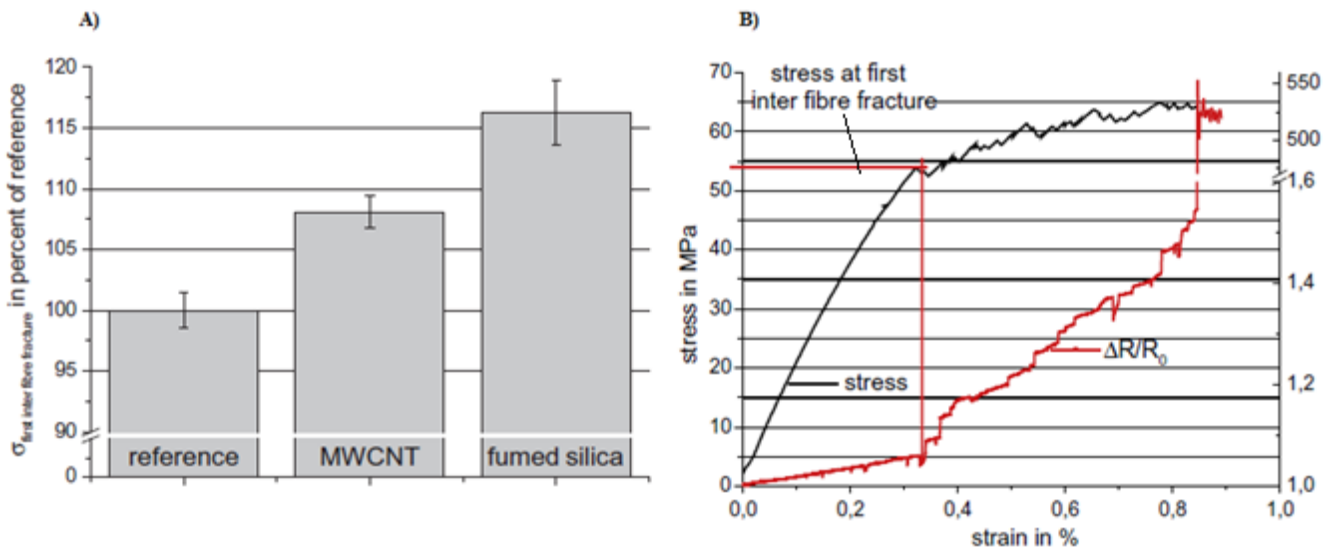 A)
σfirst inter fibre fracture in percent of reference
120
115
110
105
100
95
90
0
reference
MWCNT
fumed silica
B)
stress in MPa
70
60
50
40
30
20
10
0
stress at first
inter fibre fracture
stress
ΔR/R0
550
500
1,6
1,4
1,2
1,0
0,0
0,2
0,4
0,6
0,8
1,0
strain in %